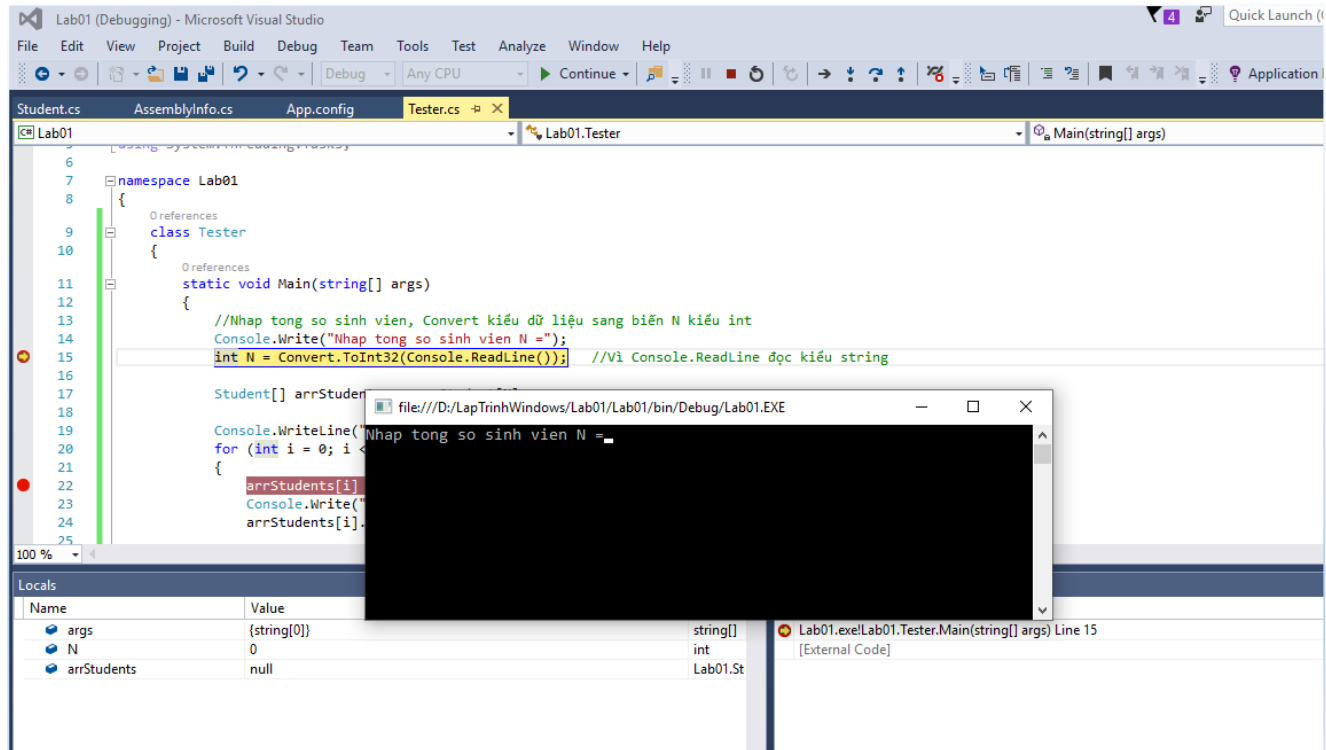 Lab01 (Debugging) - Microsoft Visual Studio
4
Quick Launch (
File Edit View Project Build Debug Team Tools Test Analyze Window Help
Debug Any CPU Continue Application
Student.cs AssemblyInfo.cs App.config Tester.cs
C# Lab01 Lab01.Tester Main(string[] args)
5 using System.Threading.Tasks;
6
7 namespace Lab01
8 {
0 references
9 class Tester
10 {
0 references
11 static void Main(string[] args)
12 {
13 //Nhap tong so sinh vien, Convert kiểu dữ liệu sang biến N kiểu int
14 Console.Write("Nhap tong so sinh vien N =");
15 int N = Convert.ToInt32(Console.ReadLine()); //Vì Console.ReadLine đọc kiểu string
16
17 Student[] arrStuden
18
19 Console.WriteLine("
20 for (int i = 0; i <
21 {
22 arrStudents[i]
23 Console.Write("
24 arrStudents[i].
25
file:///D:/LapTrinhWindows/Lab01/Lab01/bin/Debug/Lab01.EXE
Nhap tong so sinh vien N =
100 %
Locals
Name Value
args {string[0]} string[]
N 0 int
arrStudents null Lab01.St
Lab01.exe!Lab01.Tester.Main(string[] args) Line 15
[External Code]